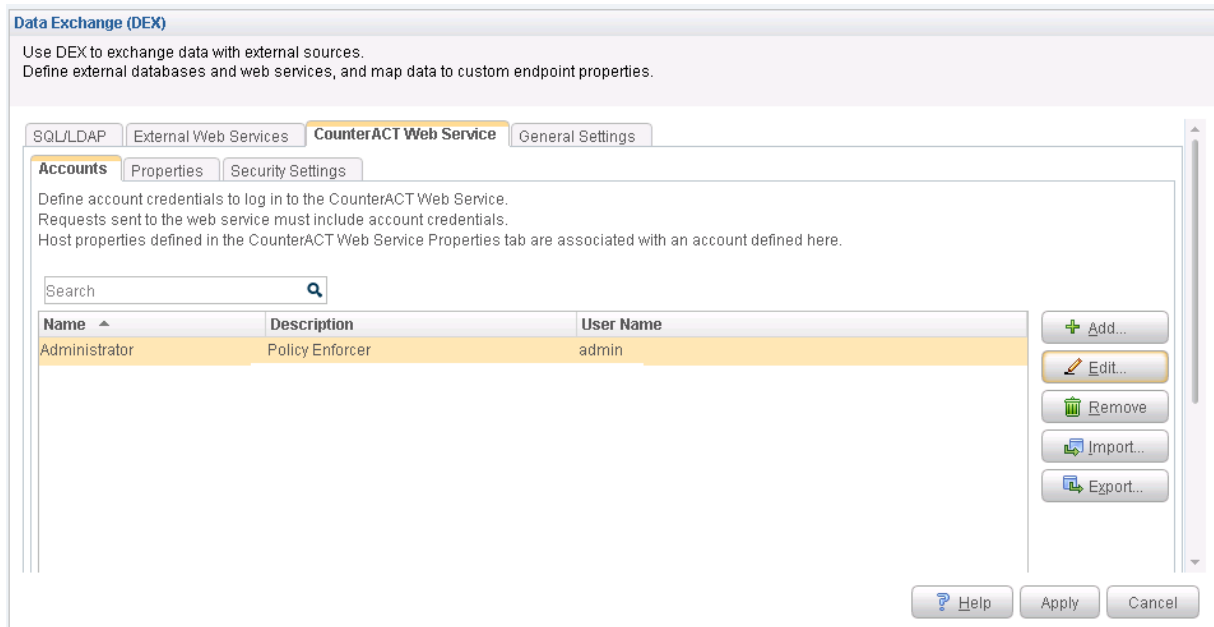 Data Exchange (DEX)
Use DEX to exchange data with external sources.
Define external databases and web services, and map data to custom endpoint properties.
SQL/LDAP External Web Services CounterACT Web Service General Settings
Accounts Properties Security Settings
Define account credentials to log in to the CounterACT Web Service.
Requests sent to the web service must include account credentials.
Host properties defined in the CounterACT Web Service Properties tab are associated with an account defined here.
Search
Name Description User Name
Administrator Policy Enforcer admin
Add...
Edit...
Remove
Import...
Export...
Help Apply Cancel